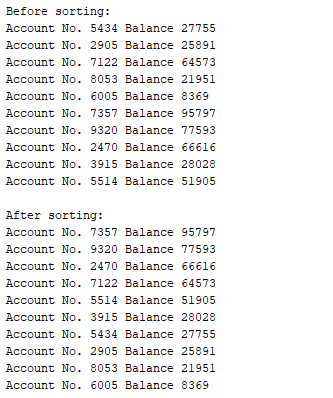 Before sorting:
Account No. 5434 Balance 27755
Account No. 2905 Balance 25891
Account No. 7122 Balance 64573
Account No. 8053 Balance 21951
Account No. 6005 Balance 8369
Account No. 7357 Balance 95797
Account No. 9320 Balance 77593
Account No. 2470 Balance 66616
Account No. 3915 Balance 28028
Account No. 5514 Balance 51905

After sorting:
Account No. 7357 Balance 95797
Account No. 9320 Balance 77593
Account No. 2470 Balance 66616
Account No. 7122 Balance 64573
Account No. 5514 Balance 51905
Account No. 3915 Balance 28028
Account No. 5434 Balance 27755
Account No. 2905 Balance 25891
Account No. 8053 Balance 21951
Account No. 6005 Balance 8369